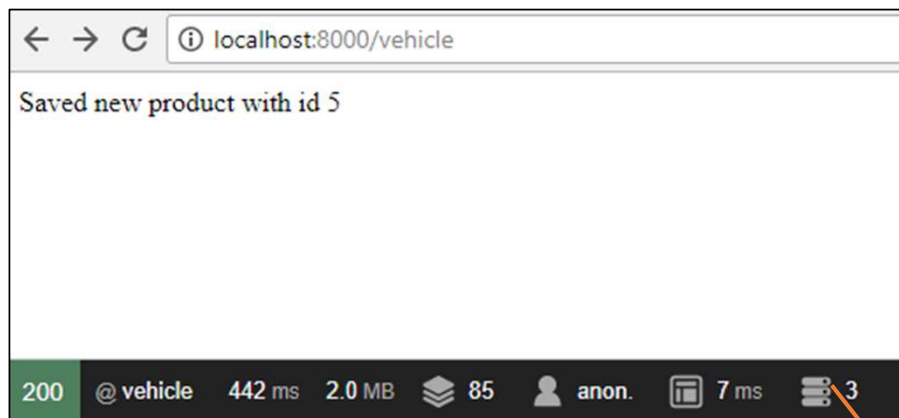 localhost:8000/vehicle
Saved new product with id 5
200 @ vehicle 442 ms 2.0 MB 85 anon. 7 ms 3